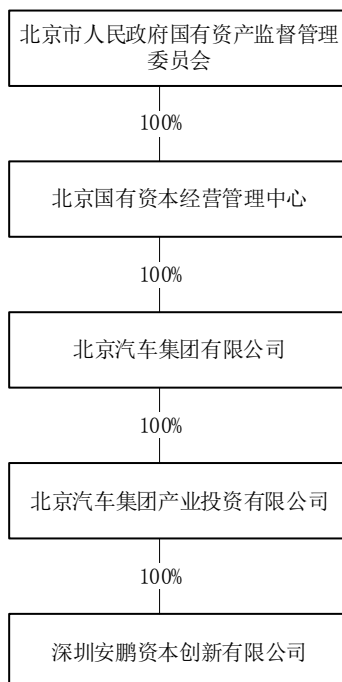 北京市人民政府国有资产监督管理
委员会
100%
北京国有资本经营管理中心
100%
北京汽车集团有限公司
100%
北京汽车集团产业投资有限公司
100%
深圳安鹏资本创新有限公司